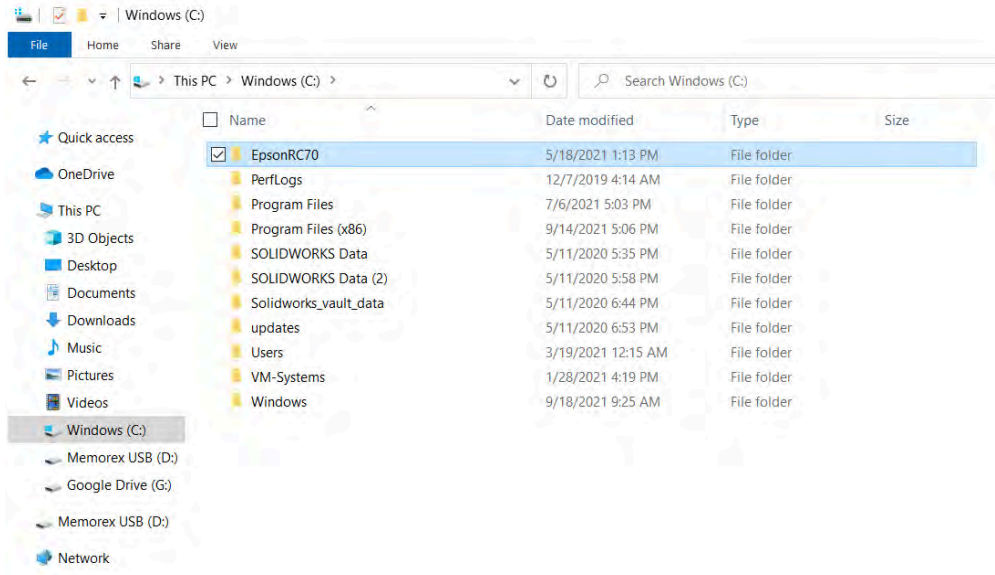 Windows (C:)
File Home Share View
This PC Windows (C:) Search Windows (C:)
Name Date modified Type Size
Quick access
OneDrive
This PC
3D Objects
Desktop
Documents
Downloads
Music
Pictures
Videos
Windows (C:)
Memorex USB (D:)
Google Drive (G:)
Memorex USB (D:)
Network
EpsonRC70 5/18/2021 1:13 PM File folder
PerfLogs 12/7/2019 4:14 AM File folder
Program Files 7/6/2021 5:03 PM File folder
Program Files (x86) 9/14/2021 5:06 PM File folder
SOLIDWORKS Data 5/11/2020 5:35 PM File folder
SOLIDWORKS Data (2) 5/11/2020 5:58 PM File folder
Solidworks_vault_data 5/11/2020 6:44 PM File folder
updates 5/11/2020 6:53 PM File folder
Users 3/19/2021 12:15 AM File folder
VM-Systems 1/28/2021 4:19 PM File folder
Windows 9/18/2021 9:25 AM File folder